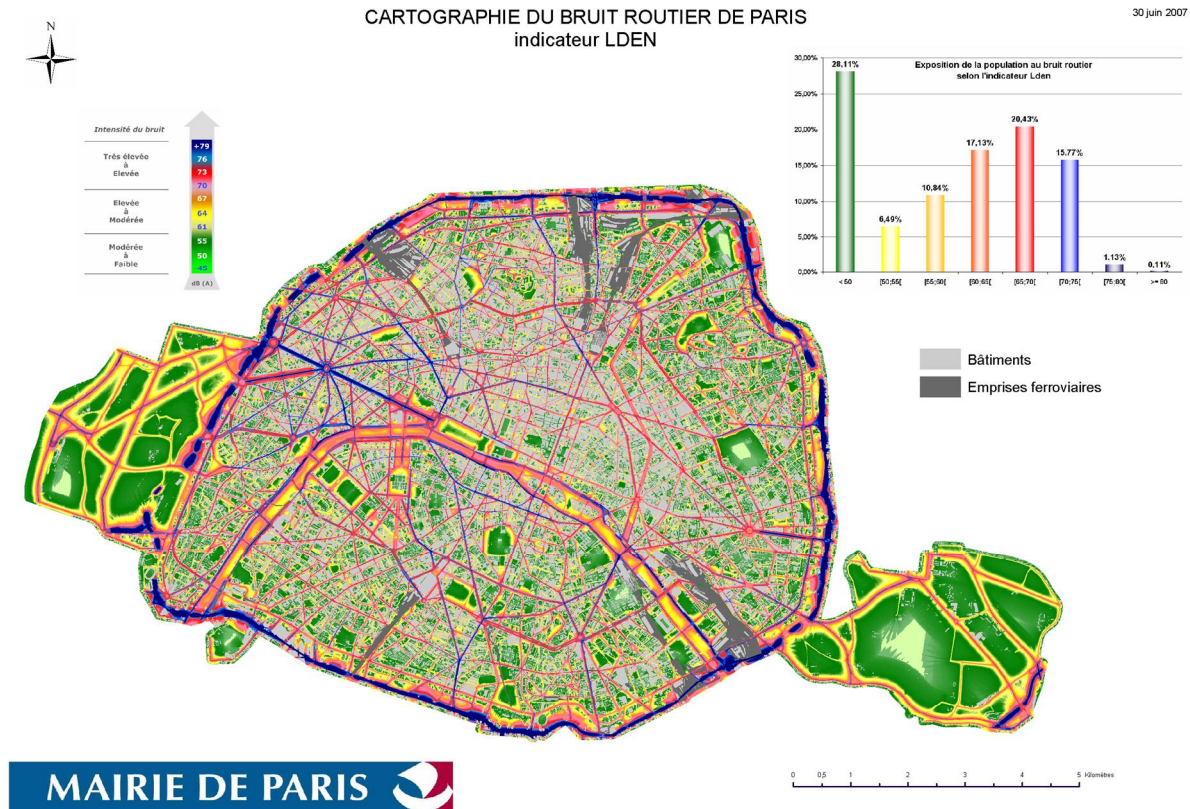 CARTOGRAPHIE DU BRUIT ROUTIER DE PARIS
indicateur LDEN
30 juin 2007
N
Intensité du bruit
Très élevée
à
Elevée
Elevée
à
Modérée
Modérée
à
Faible
+79
76
73
70
67
64
61
55
50
-45
dB (A)
Exposition de la population au bruit routier
selon l'indicateur Lden
30,00%
25,00%
20,00%
15,00%
10,00%
5,00%
0,00%
28,11%
6,49%
10,84%
17,13%
20,43%
15.77%
1.13%
0,11%
< 50
[50;55[
[55;60[
[60;65[
[65;70[
[70;75[
[75;80[
>= 80
Bâtiments
Emprises ferroviaires
MAIRIE DE PARIS
0 0,5 1 2 3 4 5 Kilomètres